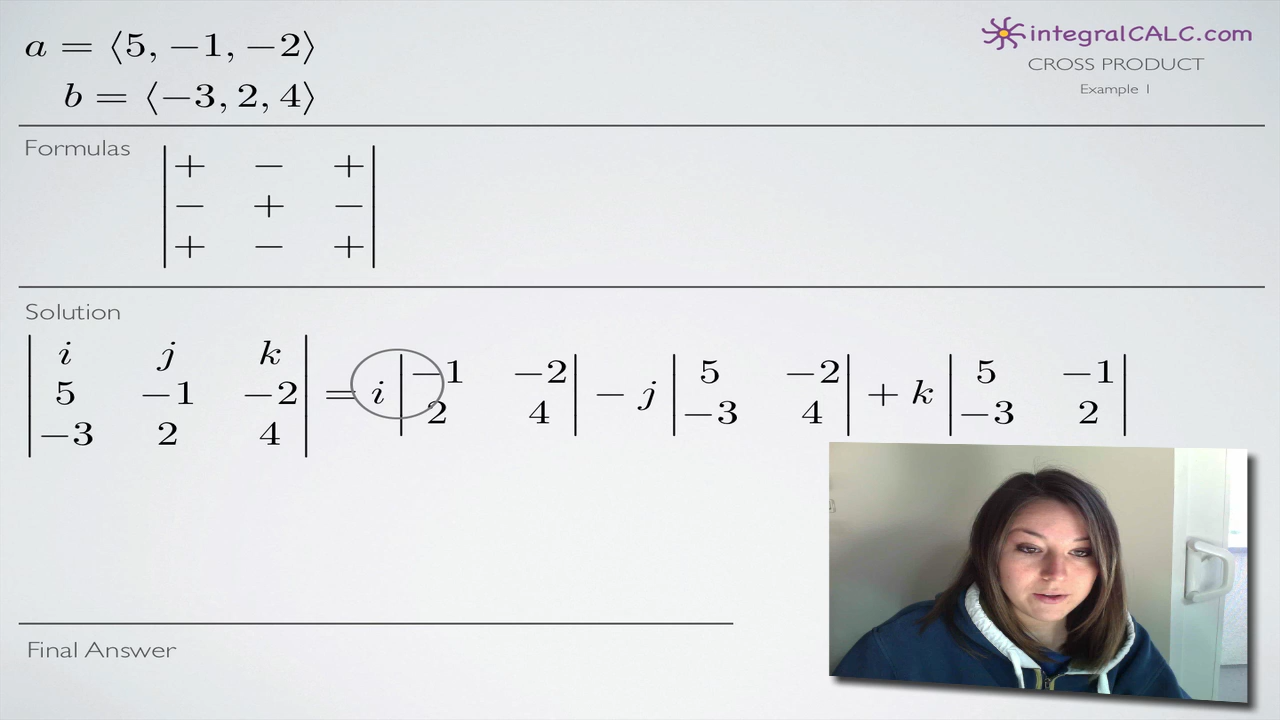 a = ⟨5, −1, −2⟩
integralCALC.com
CROSS PRODUCT
b = ⟨−3, 2, 4⟩
Example 1
Formulas
| + − + |
| − + − |
| + − + |
Solution
| i j k | = i | −1 −2 | − j | 5 −2 | + k | 5 −1 |
| 5 −1 −2 | | 2 4 | | −3 4 | | −3 2 |
| −3 2 4 |
Final Answer